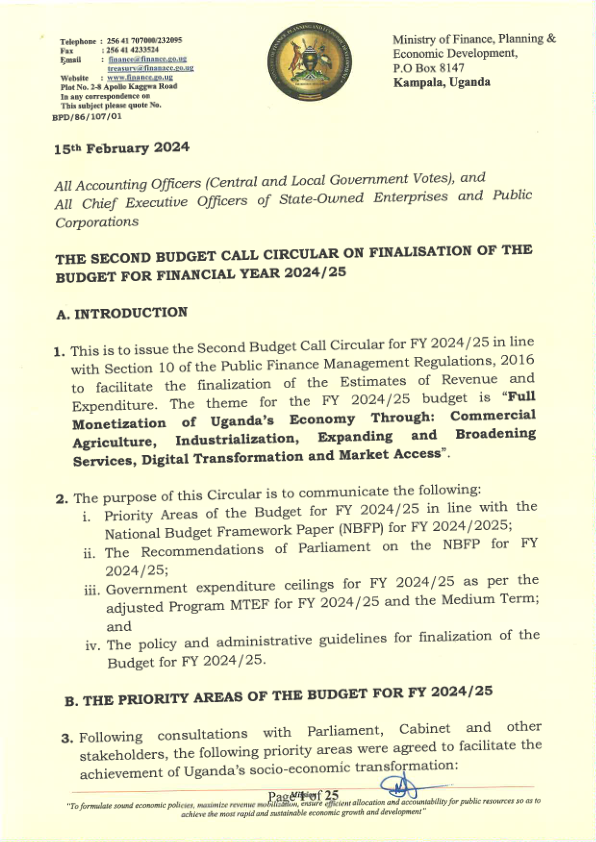 Telephone : 256 41 707000/232095
Fax : 256 41 4233524
Email : finance@finance.go.ug
treasury@finanace.go.ug
Website : www.finance.go.ug
Plot No. 2-8 Apollo Kaggwa Road
In any correspondence on
This subject please quote No.
BPD/86/107/01
Ministry of Finance, Planning &
Economic Development,
P.O Box 8147
Kampala, Uganda
15th February 2024
All Accounting Officers (Central and Local Government Votes), and
All Chief Executive Officers of State-Owned Enterprises and Public
Corporations
THE SECOND BUDGET CALL CIRCULAR ON FINALISATION OF THE
BUDGET FOR FINANCIAL YEAR 2024/25
A. INTRODUCTION
1. This is to issue the Second Budget Call Circular for FY 2024/25 in line
with Section 10 of the Public Finance Management Regulations, 2016
to facilitate the finalization of the Estimates of Revenue and
Expenditure. The theme for the FY 2024/25 budget is “Full
Monetization of Uganda’s Economy Through: Commercial
Agriculture, Industrialization, Expanding and Broadening
Services, Digital Transformation and Market Access”.
2. The purpose of this Circular is to communicate the following:
i. Priority Areas of the Budget for FY 2024/25 in line with the
National Budget Framework Paper (NBFP) for FY 2024/2025;
ii. The Recommendations of Parliament on the NBFP for FY
2024/25;
iii. Government expenditure ceilings for FY 2024/25 as per the
adjusted Program MTEF for FY 2024/25 and the Medium Term;
and
iv. The policy and administrative guidelines for finalization of the
Budget for FY 2024/25.
B. THE PRIORITY AREAS OF THE BUDGET FOR FY 2024/25
3. Following consultations with Parliament, Cabinet and other
stakeholders, the following priority areas were agreed to facilitate the
achievement of Uganda’s socio-economic transformation:
Mission
Page 1 of 25
"To formulate sound economic policies, maximize revenue mobilization, ensure efficient allocation and accountability for public resources so as to
achieve the most rapid and sustainable economic growth and development"